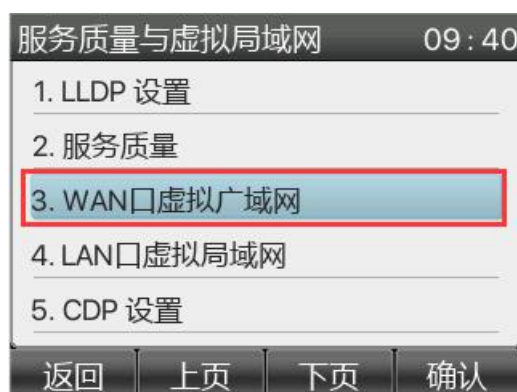 服务质量与虚拟局域网 09:40
1. LLDP 设置
2. 服务质量
3. WAN口虚拟广域网
4. LAN口虚拟局域网
5. CDP 设置
返回 上页 下页 确认